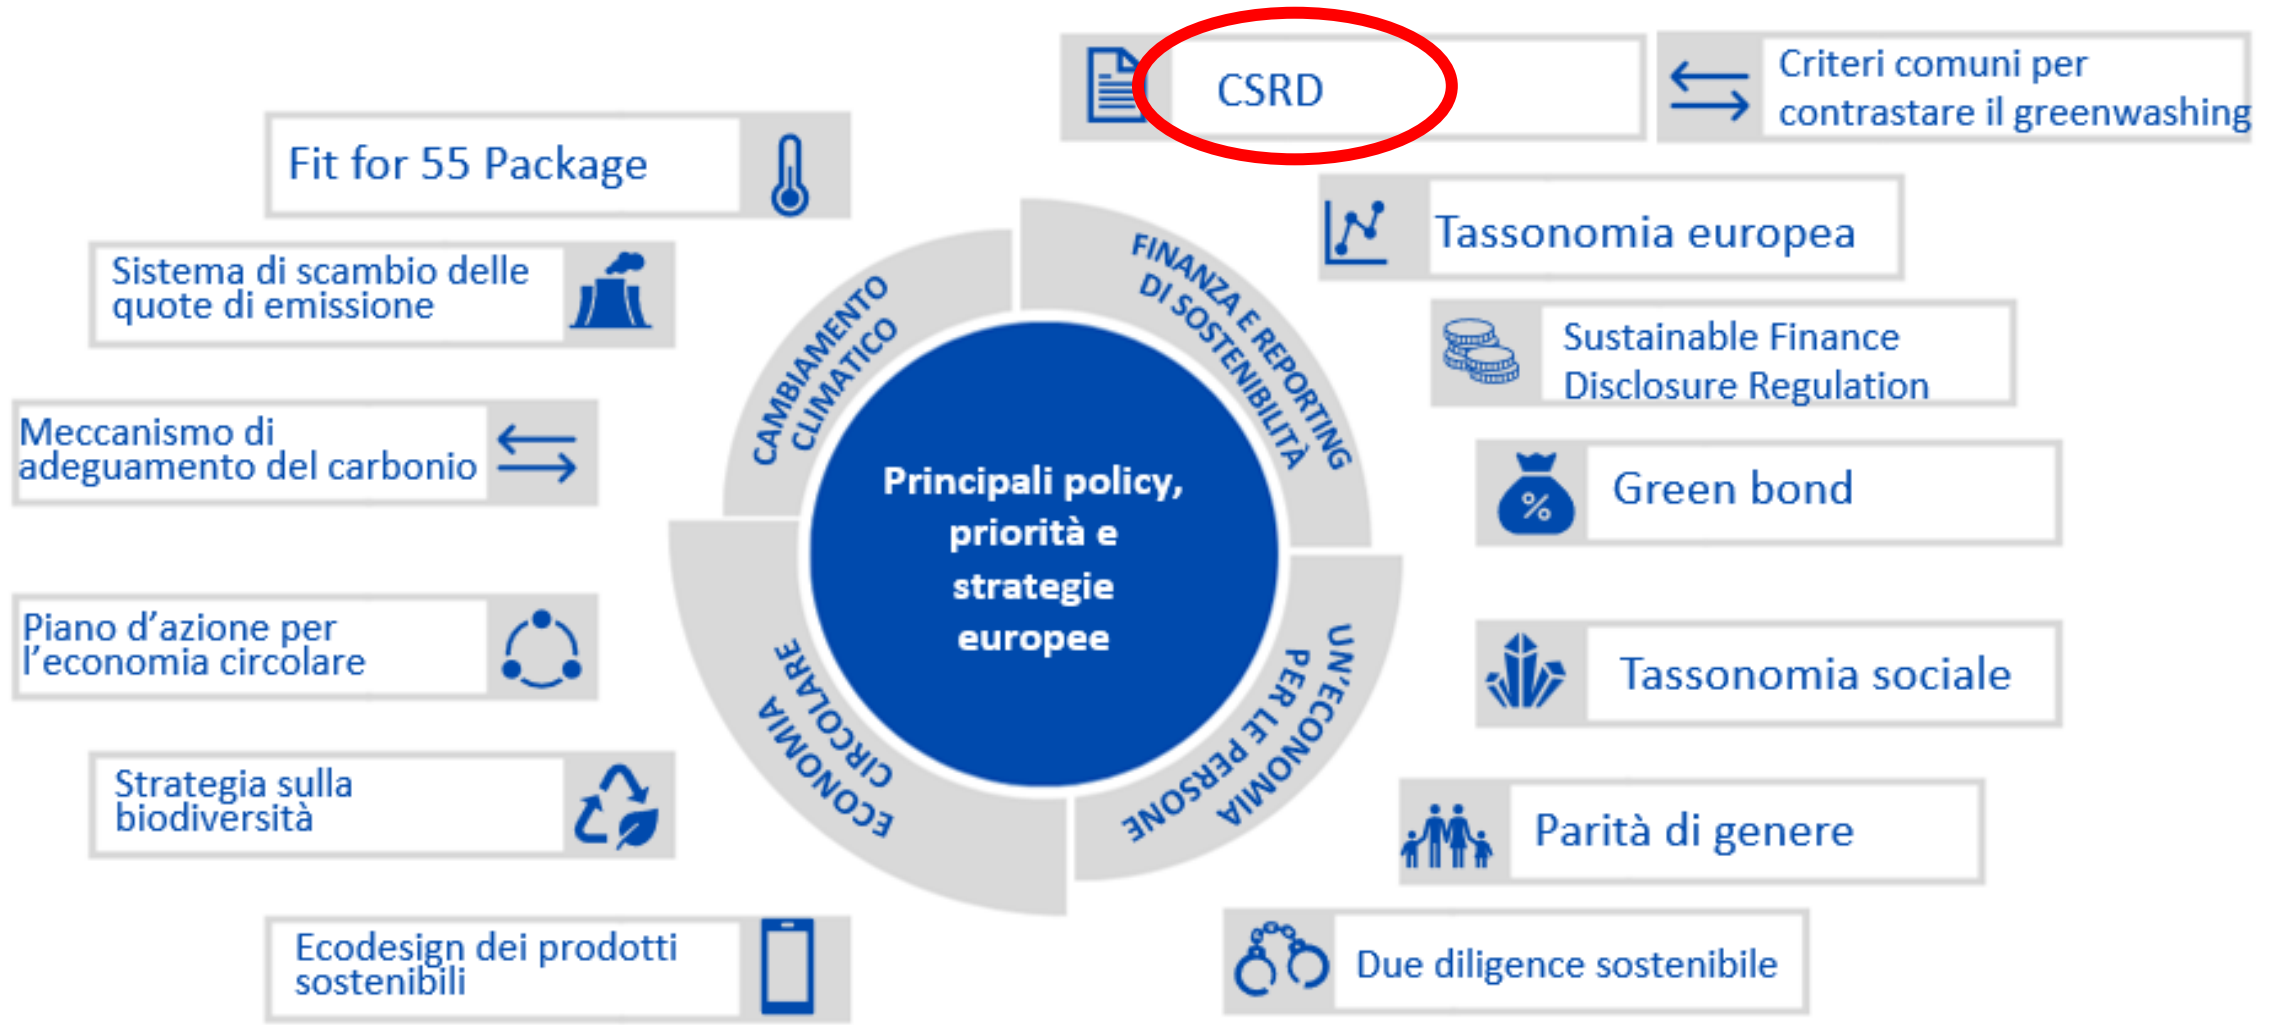 CSRD
Criteri comuni per
contrastare il greenwashing
Fit for 55 Package
Tassonomia europea
Sistema di scambio delle
quote di emissione
Sustainable Finance
Disclosure Regulation
Meccanismo di
adeguamento del carbonio
Green bond
%
CAMBIAMENTO
CLIMATICO
FINANZA E REPORTING
DI SOSTENIBILITÀ
Principali policy,
priorità e
strategie
europee
Piano d’azione per
l’economia circolare
Tassonomia sociale
ECONOMIA
CIRCOLARE
UN’ECONOMIA
PER LE PERSONE
Strategia sulla
biodiversità
Parità di genere
Ecodesign dei prodotti
sostenibili
Due diligence sostenibile